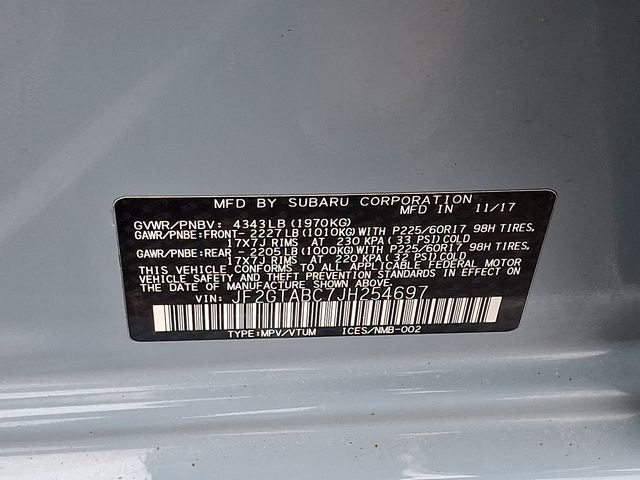 MFD BY SUBARU CORPORATION
MFD IN 11/17
GVWR/PNBV: 4343LB(1970KG)
GAWR/PNBE:FRONT-2227LB(1010KG)WITH P225/60R17 98H TIRES.
17X7J RIMS AT 230 KPA(33 PSI)COLD
GAWR/PNBE:REAR -2205LB(1000KG)WITH P225/60R17 98H TIRES.
17X7J RIMS AT 220 KPA(32 PSI)COLD
THIS VEHICLE CONFORMS TO ALL APPLICABLE FEDERAL MOTOR
VEHICLE SAFETY AND THEFT PREVENTION STANDARDS IN EFFECT ON
THE DATE OF MANUFACTURE SHOWN ABOVE.
VIN: JF2GTABC7JH254697
TYPE:MPV/VTUM ICES/NMB-002